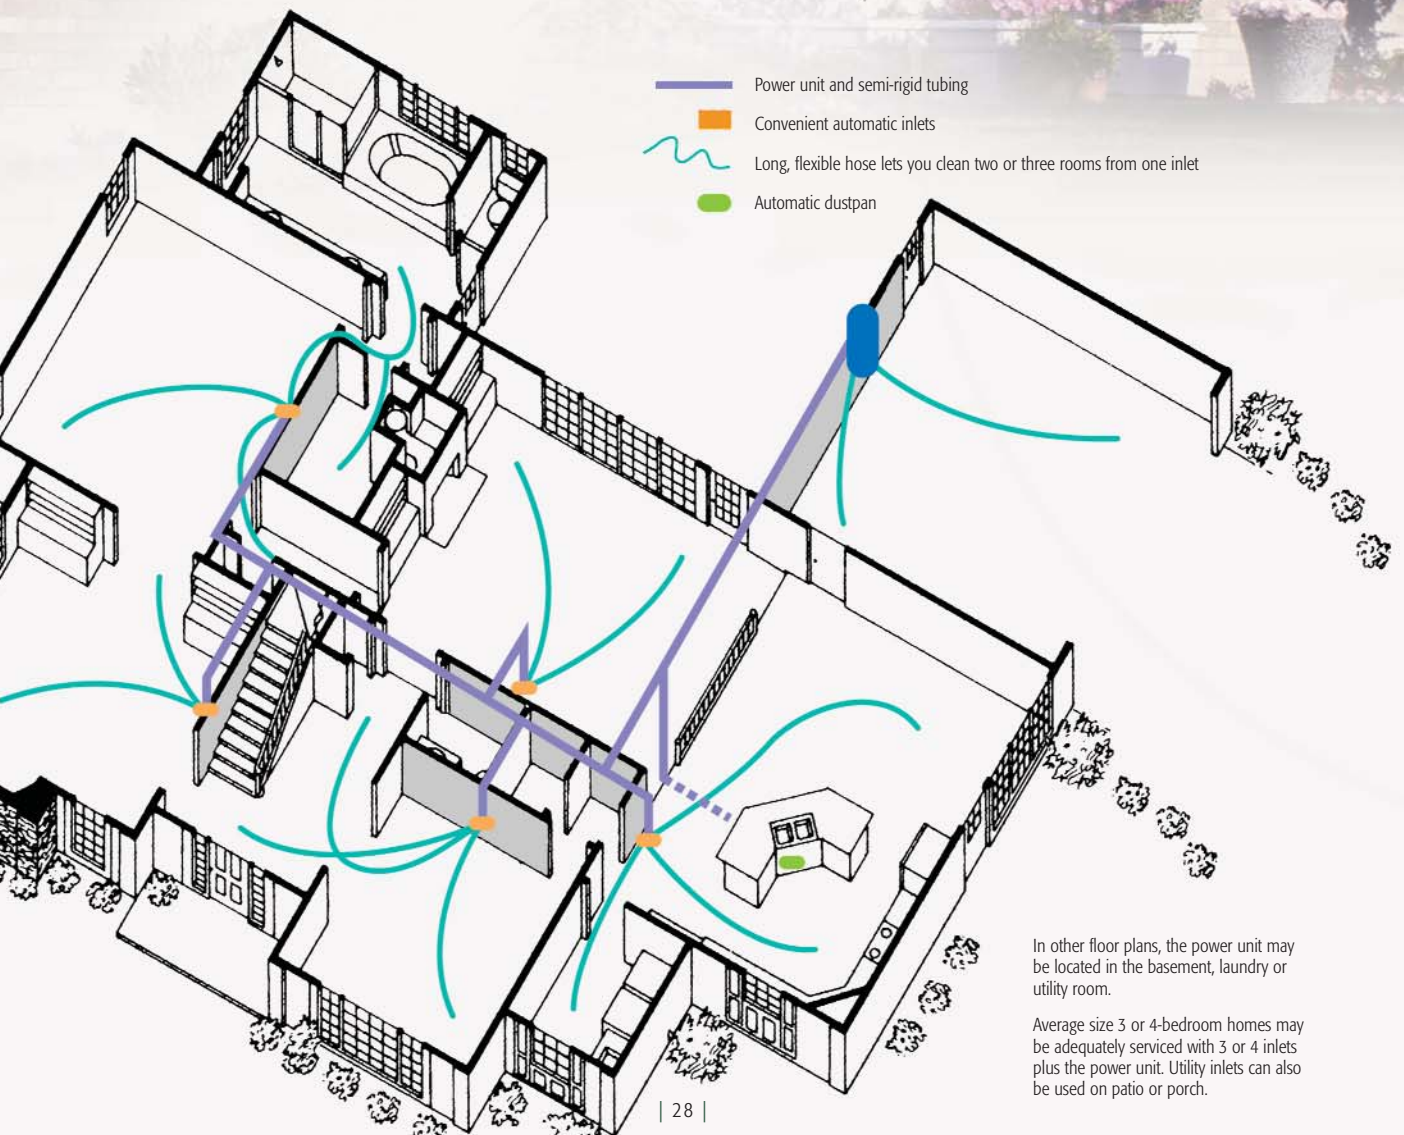 Power unit and semi-rigid tubing
Convenient automatic inlets
Long, flexible hose lets you clean two or three rooms from one inlet
Automatic dustpan
In other floor plans, the power unit may
be located in the basement, laundry or
utility room.
Average size 3 or 4-bedroom homes may
be adequately serviced with 3 or 4 inlets
plus the power unit. Utility inlets can also
be used on patio or porch.
| 28 |